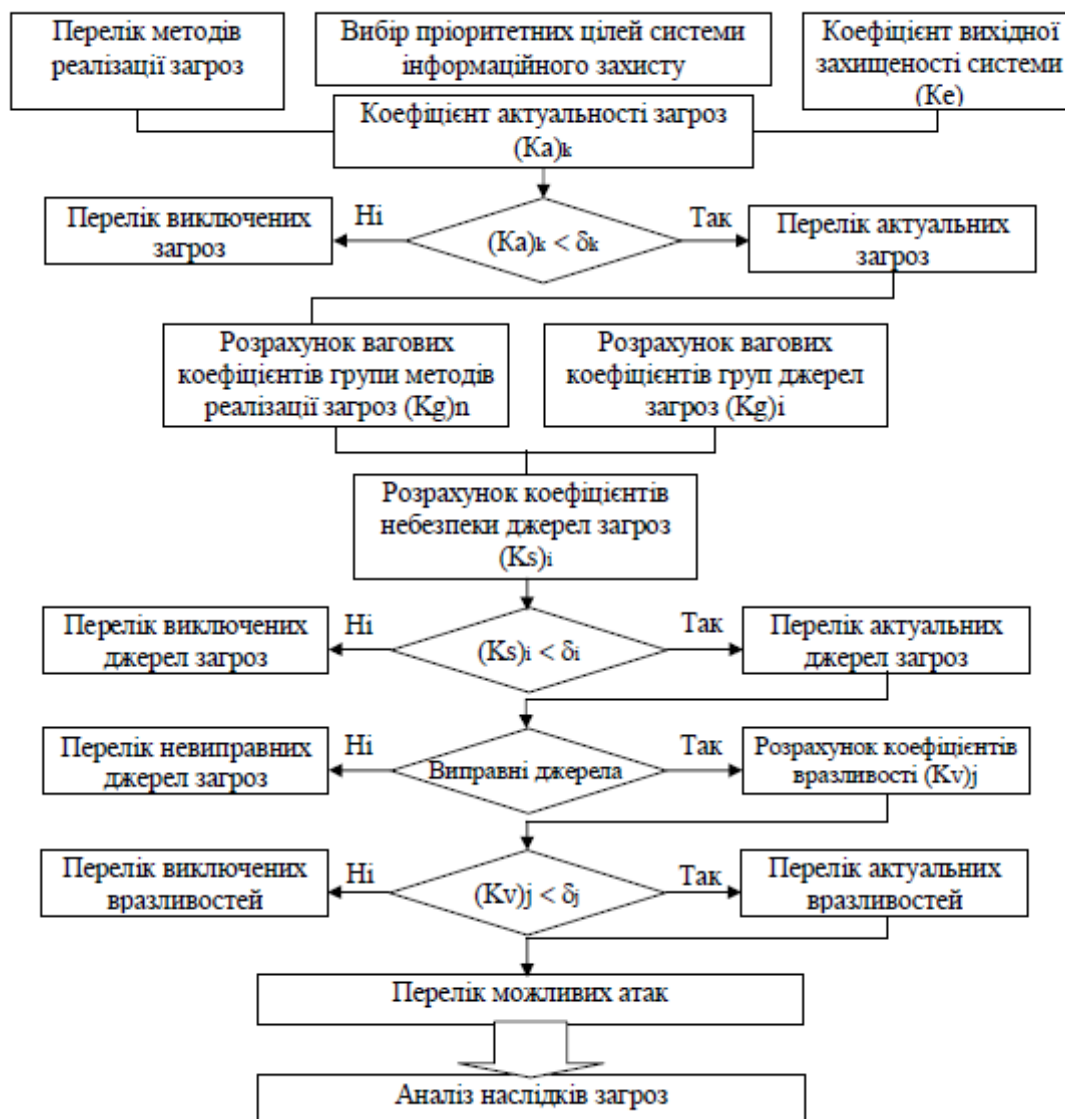 Перелік методів
реалізації загроз
Вибір пріоритетних цілей системи
інформаційного захисту
Коефіцієнт вихідної
захищеності системи
(Ке)
Коефіцієнт актуальності загроз
(Ка)k
Перелік виключених
загроз
Ні
(Ка)k < δk
Так
Перелік актуальних
загроз
Розрахунок вагових
коефіцієнтів групи методів
реалізації загроз (Kg)n
Розрахунок вагових
коефіцієнтів груп джерел
загроз (Kg)i
Розрахунок коефіцієнтів
небезпеки джерел загроз
(Ks)i
Перелік виключених
джерел загроз
Ні
(Ks)i < δi
Так
Перелік актуальних
джерел загроз
Перелік невиправних
джерел загроз
Ні
Виправні джерела
Так
Розрахунок коефіцієнтів
вразливості (Kv)j
Перелік виключених
вразливостей
Ні
(Kv)j < δj
Так
Перелік актуальних
вразливостей
Перелік можливих атак
Аналіз наслідків загроз